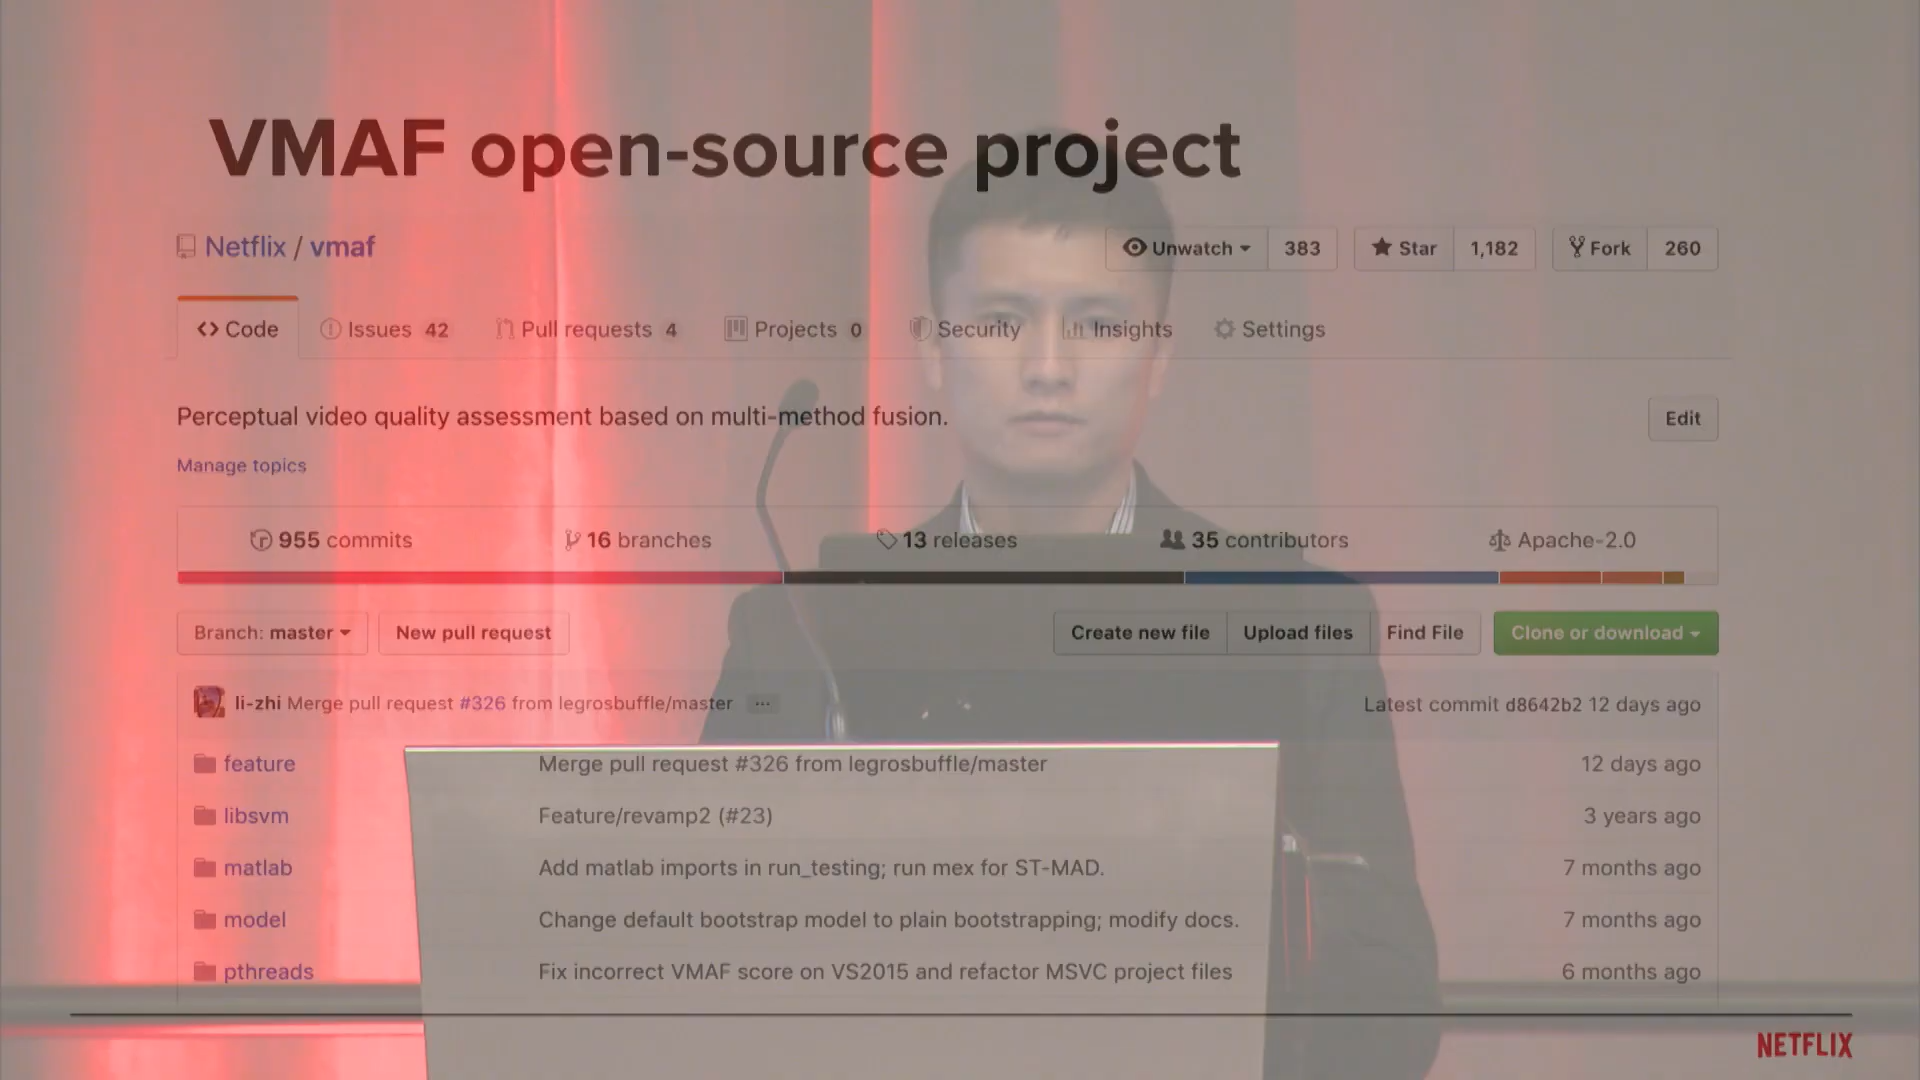 VMAF open-source project
Netflix / vmaf
Unwatch 383 Star 1,182 Fork 260
Code Issues 42 Pull requests 4 Projects 0 Security Insights Settings
Perceptual video quality assessment based on multi-method fusion. Edit
Manage topics
955 commits 16 branches 13 releases 35 contributors Apache-2.0
Branch: master New pull request Create new file Upload files Find File Clone or download
li-zhi Merge pull request #326 from legrosbuffle/master ... Latest commit d8642b2 12 days ago
feature Merge pull request #326 from legrosbuffle/master 12 days ago
libsvm Feature/revamp2 (#23) 3 years ago
matlab Add matlab imports in run_testing; run mex for ST-MAD. 7 months ago
model Change default bootstrap model to plain bootstrapping; modify docs. 7 months ago
pthreads Fix incorrect VMAF score on VS2015 and refactor MSVC project files 6 months ago
NETFLIX